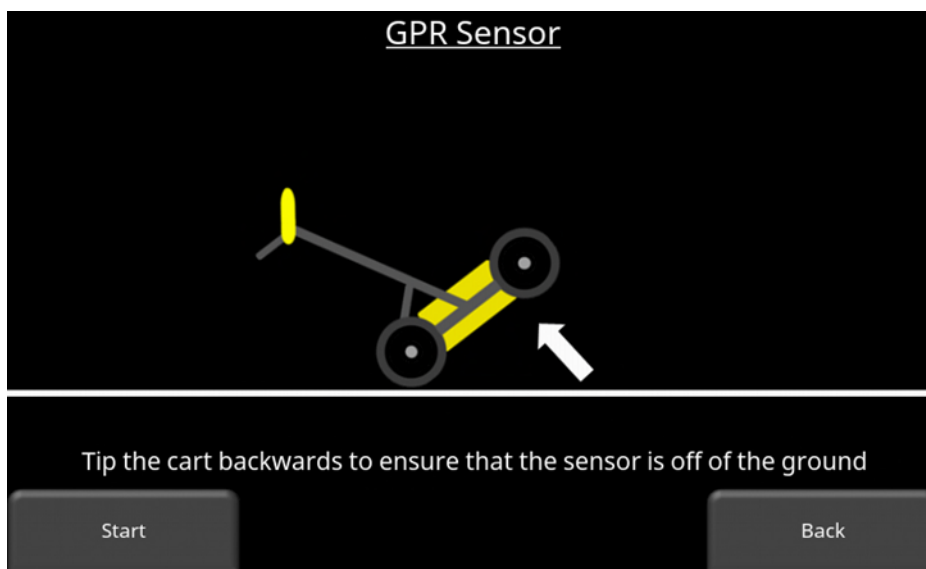 GPR Sensor
Tip the cart backwards to ensure that the sensor is off of the ground
Start
Back